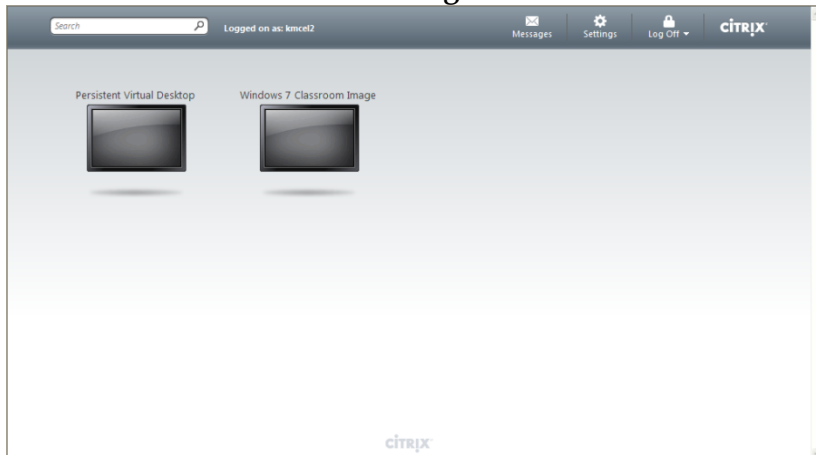 Search
Logged on as: kmcel2
Messages
Settings
Log Off
CITRIX
Persistent Virtual Desktop
Windows 7 Classroom Image
CITRIX